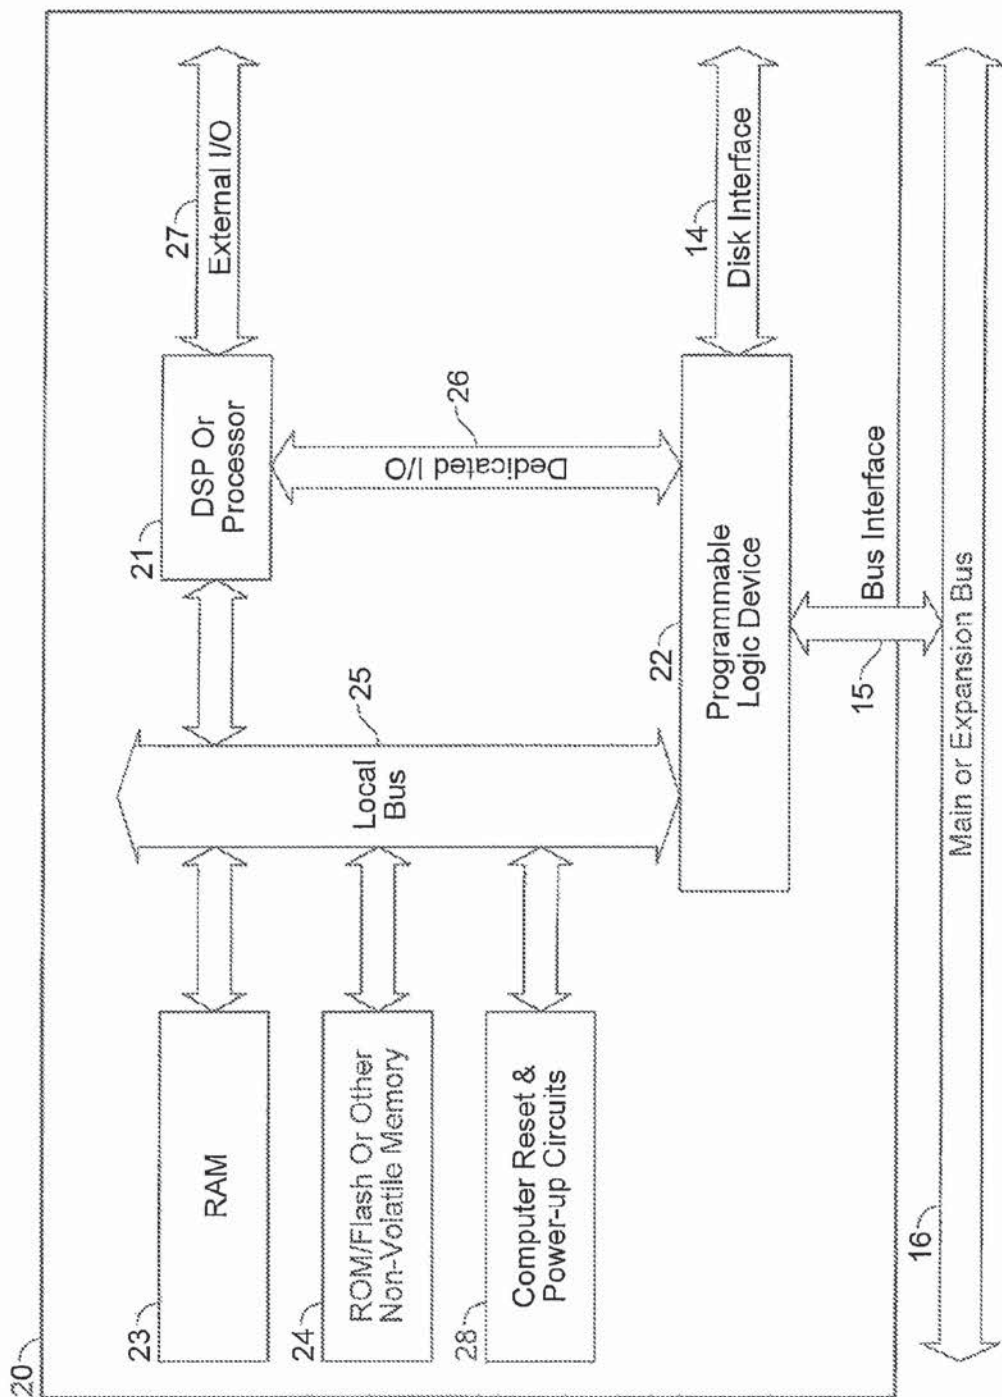 20
23
RAM
24
ROM/Flash Or Other
Non-Volatile Memory
28
Computer Reset &
Power-up Circuits
Local
Bus
25
21
DSP Or
Processor
27
External I/O
Dedicated I/O
26
22
Programmable
Logic Device
14
Disk Interface
15
Bus Interface
16
Main or Expansion Bus